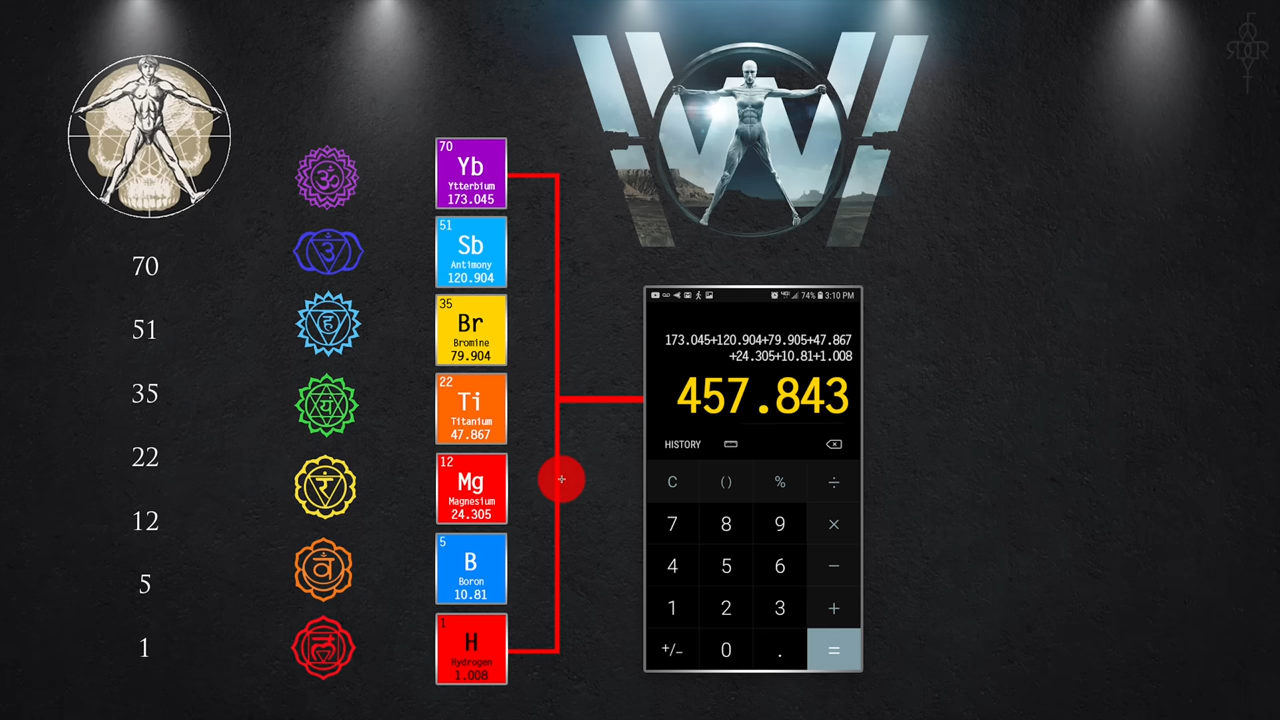 70
51
35
22
12
5
1
ॐ
ह
यं
रं
वं
70
Yb
Ytterbium
173.045
51
Sb
Antimony
120.904
35
Br
Bromine
79.904
22
Ti
Titanium
47.867
12
Mg
Magnesium
24.305
5
B
Boron
10.81
1
H
Hydrogen
1.008
W
74% 3:10 PM
173.045+120.904+79.905+47.867
+24.305+10.81+1.008
457.843
HISTORY
C ( ) % ÷
7 8 9 ×
4 5 6 −
1 2 3 +
+/− 0 . =